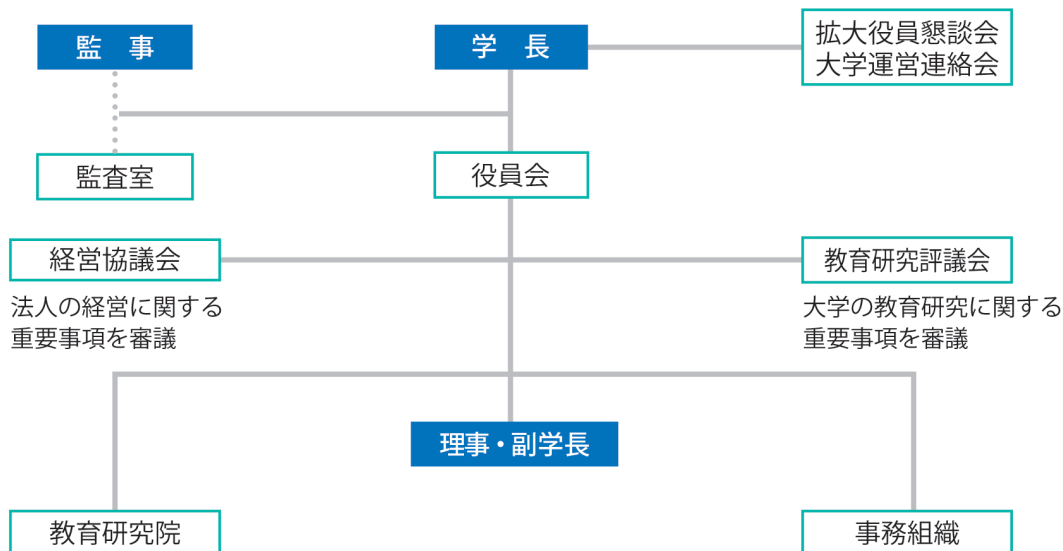 監 事
学 長
拡大役員懇談会
大学運営連絡会
監査室
役員会
経営協議会
教育研究評議会
法人の経営に関する
重要事項を審議
大学の教育研究に関する
重要事項を審議
理事・副学長
教育研究院
事務組織